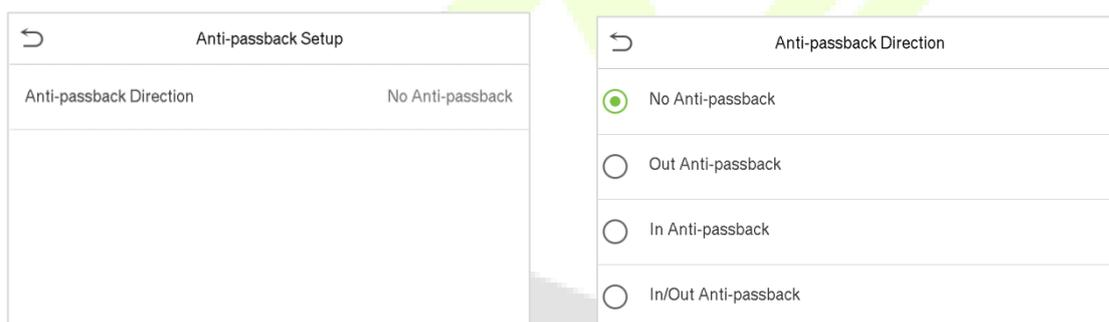 Anti-passback Setup
Anti-passback Direction No Anti-passback
Anti-passback Direction
No Anti-passback
Out Anti-passback
In Anti-passback
In/Out Anti-passback